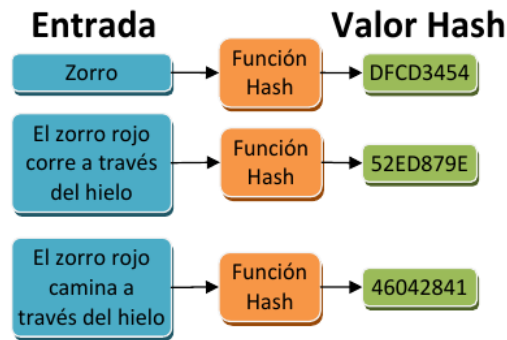 Entrada
Valor Hash
Zorro
Función
Hash
DFCD3454
El zorro rojo
corre a través
del hielo
Función
Hash
52ED879E
El zorro rojo
camina a
través del hielo
Función
Hash
46042841